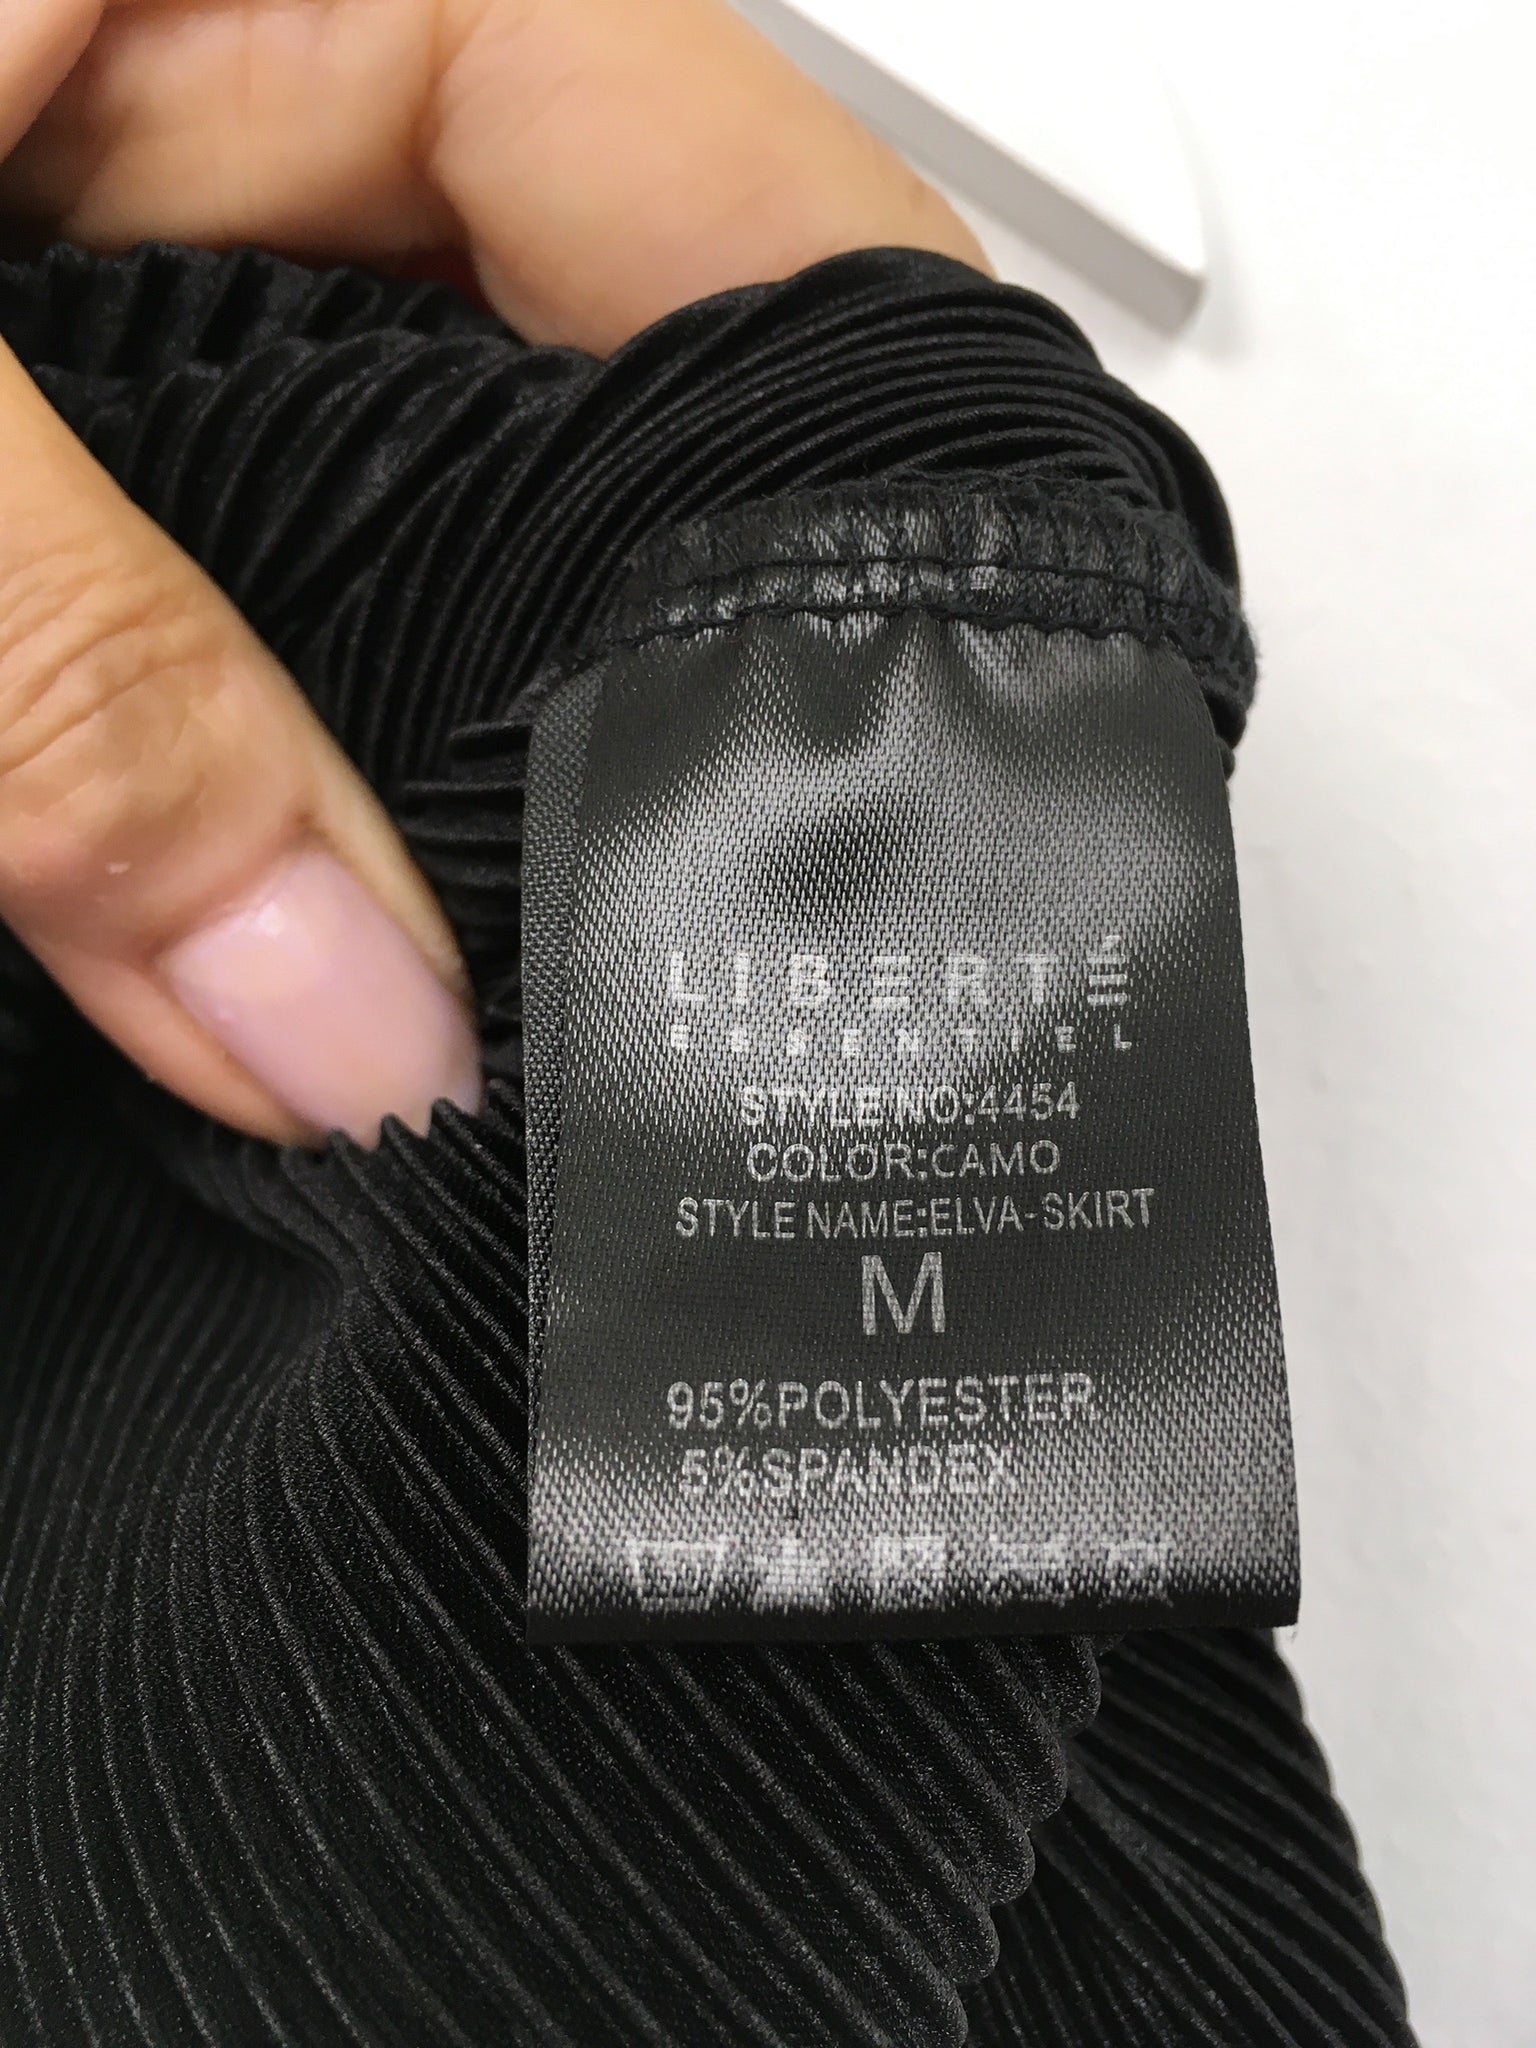 LIBERTÉ
ESSENTIEL
STYLE NO:4454
COLOR:CAMO
STYLE NAME:ELVA-SKIRT
M
95%POLYESTER
5%SPANDEX